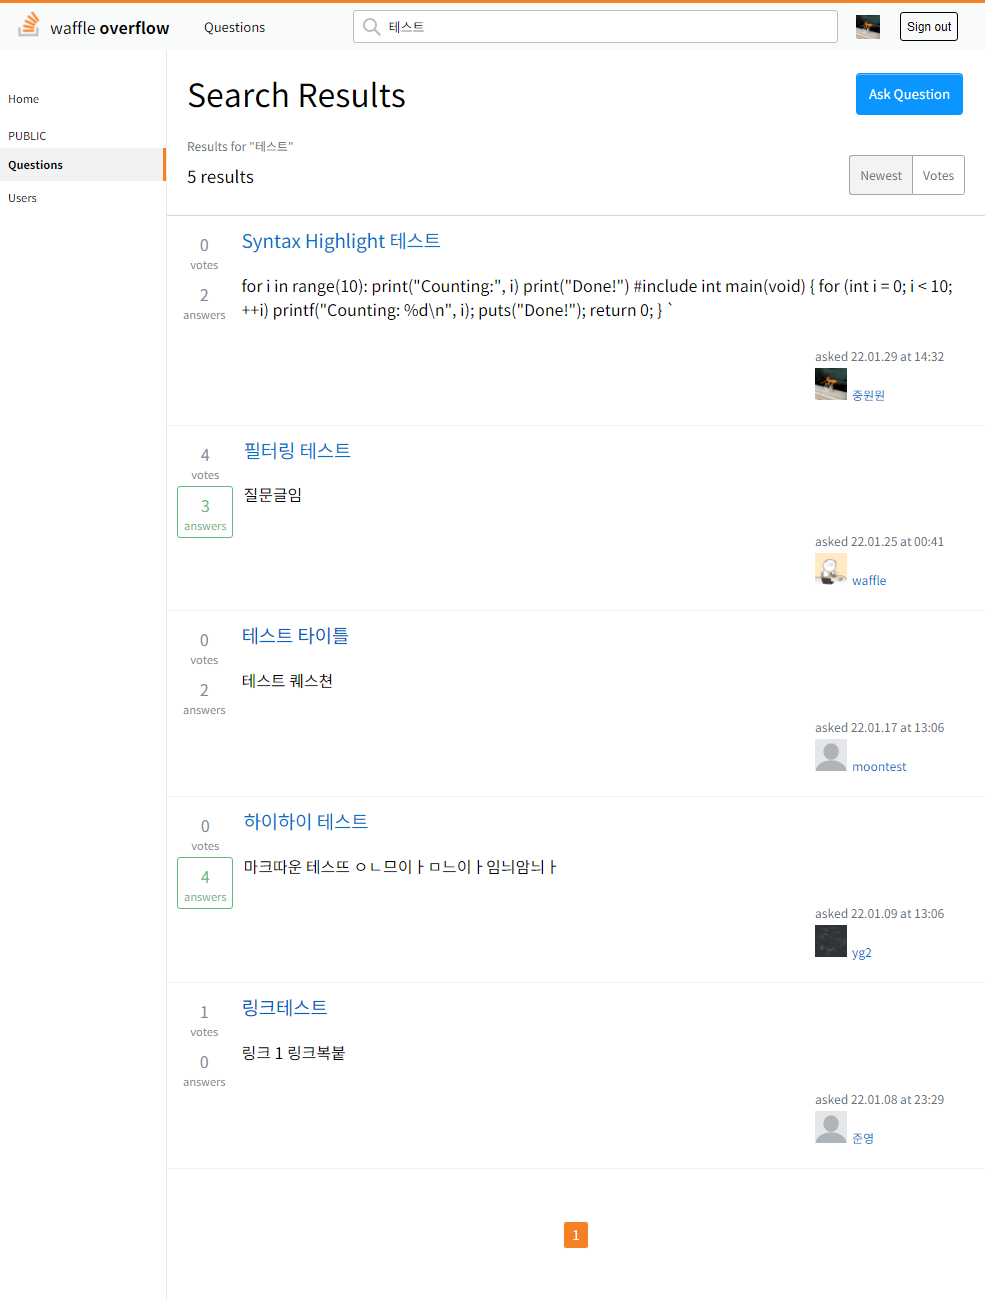 waffle overflow
Questions
테스트
Sign out
Home
PUBLIC
Questions
Users
Search Results
Ask Question
Results for "테스트"
5 results
Newest
Votes
0
votes
2
answers
Syntax Highlight 테스트
for i in range(10): print("Counting:", i) print("Done!") #include int main(void) { for (int i = 0; i < 10;
++i) printf("Counting: %d\n", i); puts("Done!"); return 0; } `
asked 22.01.29 at 14:32
중원원
4
votes
3
answers
필터링 테스트
질문글임
asked 22.01.25 at 00:41
waffle
0
votes
2
answers
테스트 타이틀
테스트 퀘스쳔
asked 22.01.17 at 13:06
moontest
0
votes
4
answers
하이하이 테스트
마크따운 테스뜨 ㅇㄴ므이ㅏㅁ느이ㅏ임늬암늬ㅏ
asked 22.01.09 at 13:06
yg2
1
votes
0
answers
링크테스트
링크 1 링크복붙
asked 22.01.08 at 23:29
준영
1